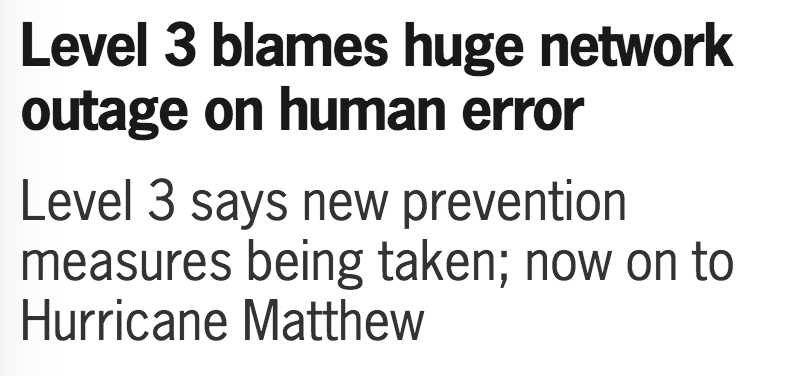 Level 3 blames huge network
outage on human error
Level 3 says new prevention
measures being taken; now on to
Hurricane Matthew